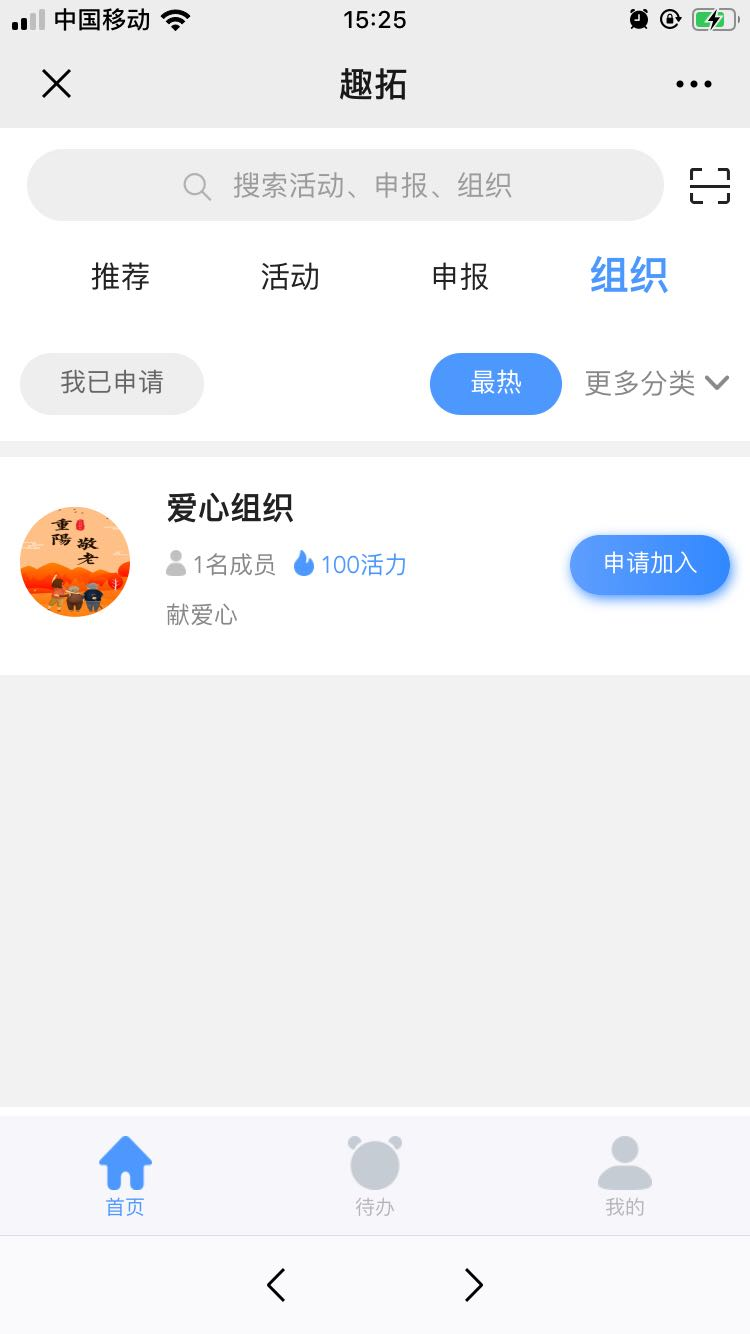 中国移动 15:25
趣拓
搜索活动、申报、组织
推荐 活动 申报 组织
我已申请 最热 更多分类
重陽
敬老
爱心组织
1名成员 100活力
申请加入
献爱心
首页 待办 我的